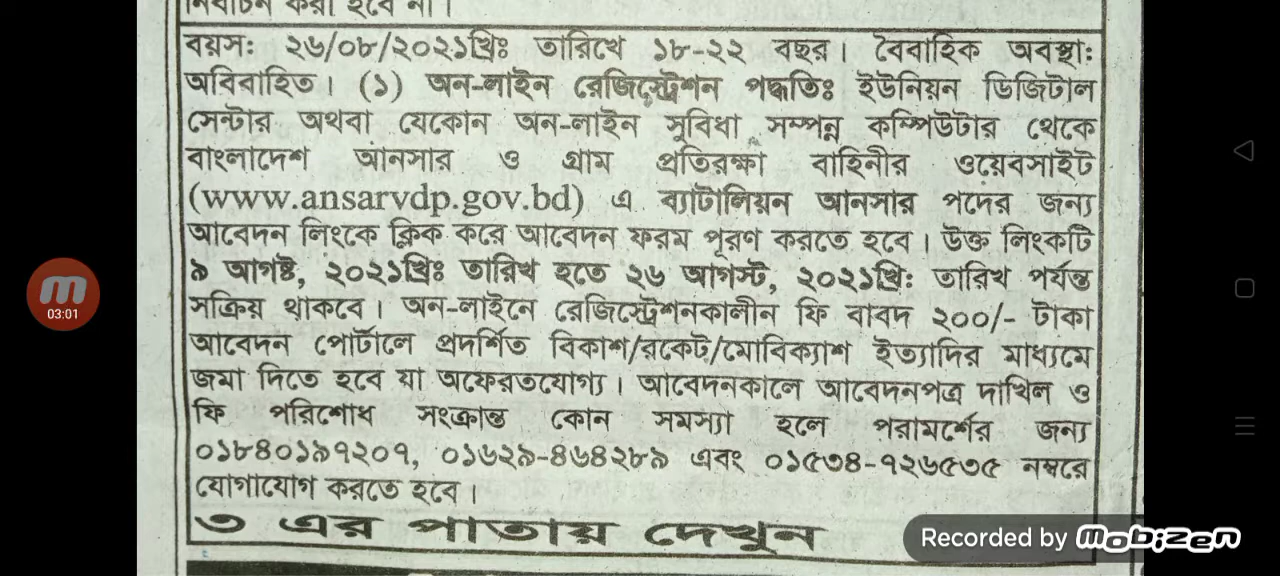 নির্বাচন করা হবে না।
বয়স: ২৬/০৮/২০২১খ্রিঃ তারিখে ১৮-২২ বছর। বৈবাহিক অবস্থা:
অবিবাহিত। (১) অন-লাইন রেজিস্ট্রেশন পদ্ধতিঃ ইউনিয়ন ডিজিটাল
সেন্টার অথবা যেকোন অন-লাইন সুবিধা সম্পন্ন কম্পিউটার থেকে
বাংলাদেশ আনসার ও গ্রাম প্রতিরক্ষা বাহিনীর ওয়েবসাইট
(www.ansarvdp.gov.bd) এ ব্যাটালিয়ন আনসার পদের জন্য
আবেদন লিংকে ক্লিক করে আবেদন ফরম পূরণ করতে হবে। উক্ত লিংকটি
৯ আগষ্ট, ২০২১খ্রিঃ তারিখ হতে ২৬ আগস্ট, ২০২১খ্রি: তারিখ পর্যন্ত
সক্রিয় থাকবে। অন-লাইনে রেজিস্ট্রেশনকালীন ফি বাবদ ২০০/- টাকা
আবেদন পোর্টালে প্রদর্শিত বিকাশ/রকেট/মোবিক্যাশ ইত্যাদির মাধ্যমে
জমা দিতে হবে যা অফেরতযোগ্য। আবেদনকালে আবেদনপত্র দাখিল ও
ফি পরিশোধ সংক্রান্ত কোন সমস্যা হলে পরামর্শের জন্য
০১৮৪০১৯৭২০৭, ০১৬২৯-৪৬৪২৮৯ এবং ০১৫৩৪-৭২৬৫৩৫ নম্বরে
যোগাযোগ করতে হবে।
৩ এর পাতায় দেখুন
03:01
Recorded by mobizen